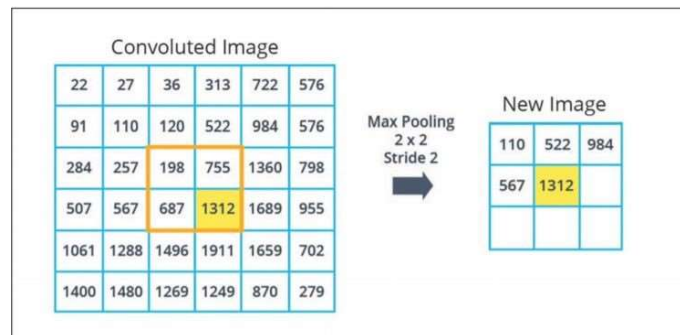 Convoluted Image
22 27 36 313 722 576
91 110 120 522 984 576
284 257 198 755 1360 798
507 567 687 1312 1689 955
1061 1288 1496 1911 1659 702
1400 1480 1269 1249 870 279
Max Pooling
2 x 2
Stride 2
New Image
110 522 984
567 1312